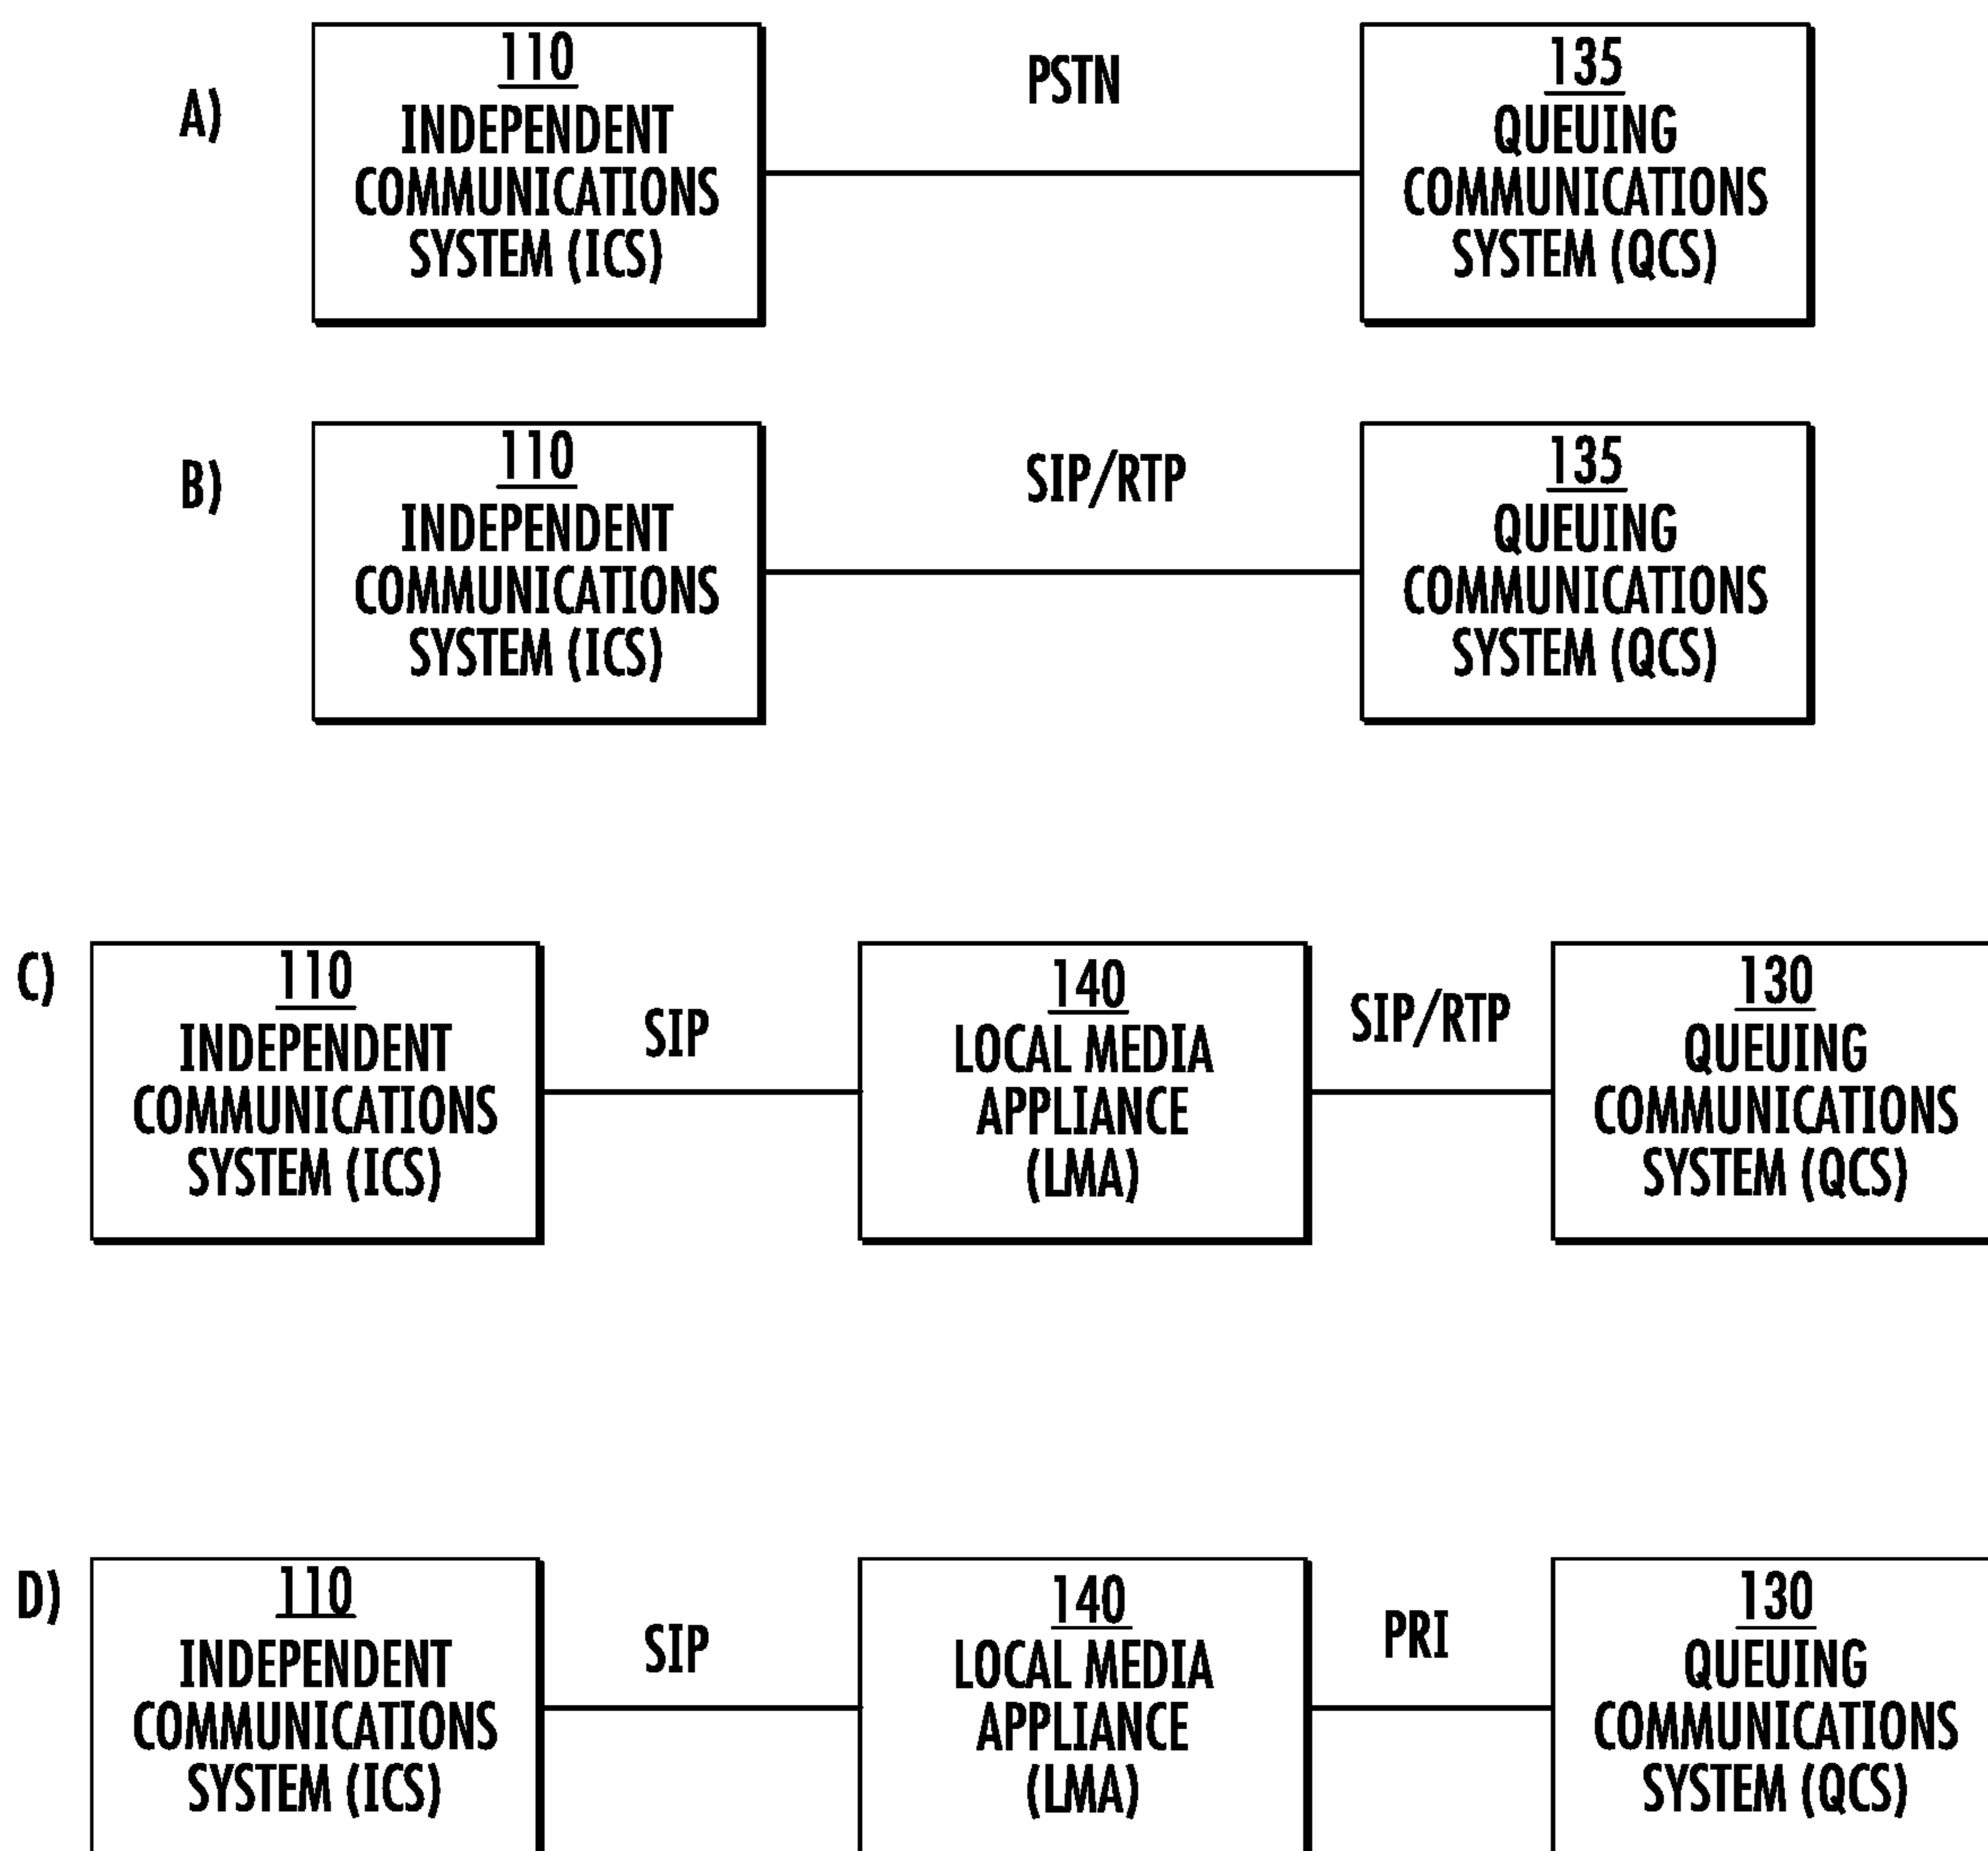 A)
110
INDEPENDENT
COMMUNICATIONS
SYSTEM (ICS)
PSTN
135
QUEUING
COMMUNICATIONS
SYSTEM (QCS)
B)
110
INDEPENDENT
COMMUNICATIONS
SYSTEM (ICS)
SIP/RTP
135
QUEUING
COMMUNICATIONS
SYSTEM (QCS)
C)
110
INDEPENDENT
COMMUNICATIONS
SYSTEM (ICS)
SIP
140
LOCAL MEDIA
APPLIANCE
(LMA)
SIP/RTP
130
QUEUING
COMMUNICATIONS
SYSTEM (QCS)
D)
110
INDEPENDENT
COMMUNICATIONS
SYSTEM (ICS)
SIP
140
LOCAL MEDIA
APPLIANCE
(LMA)
PRI
130
QUEUING
COMMUNICATIONS
SYSTEM (QCS)